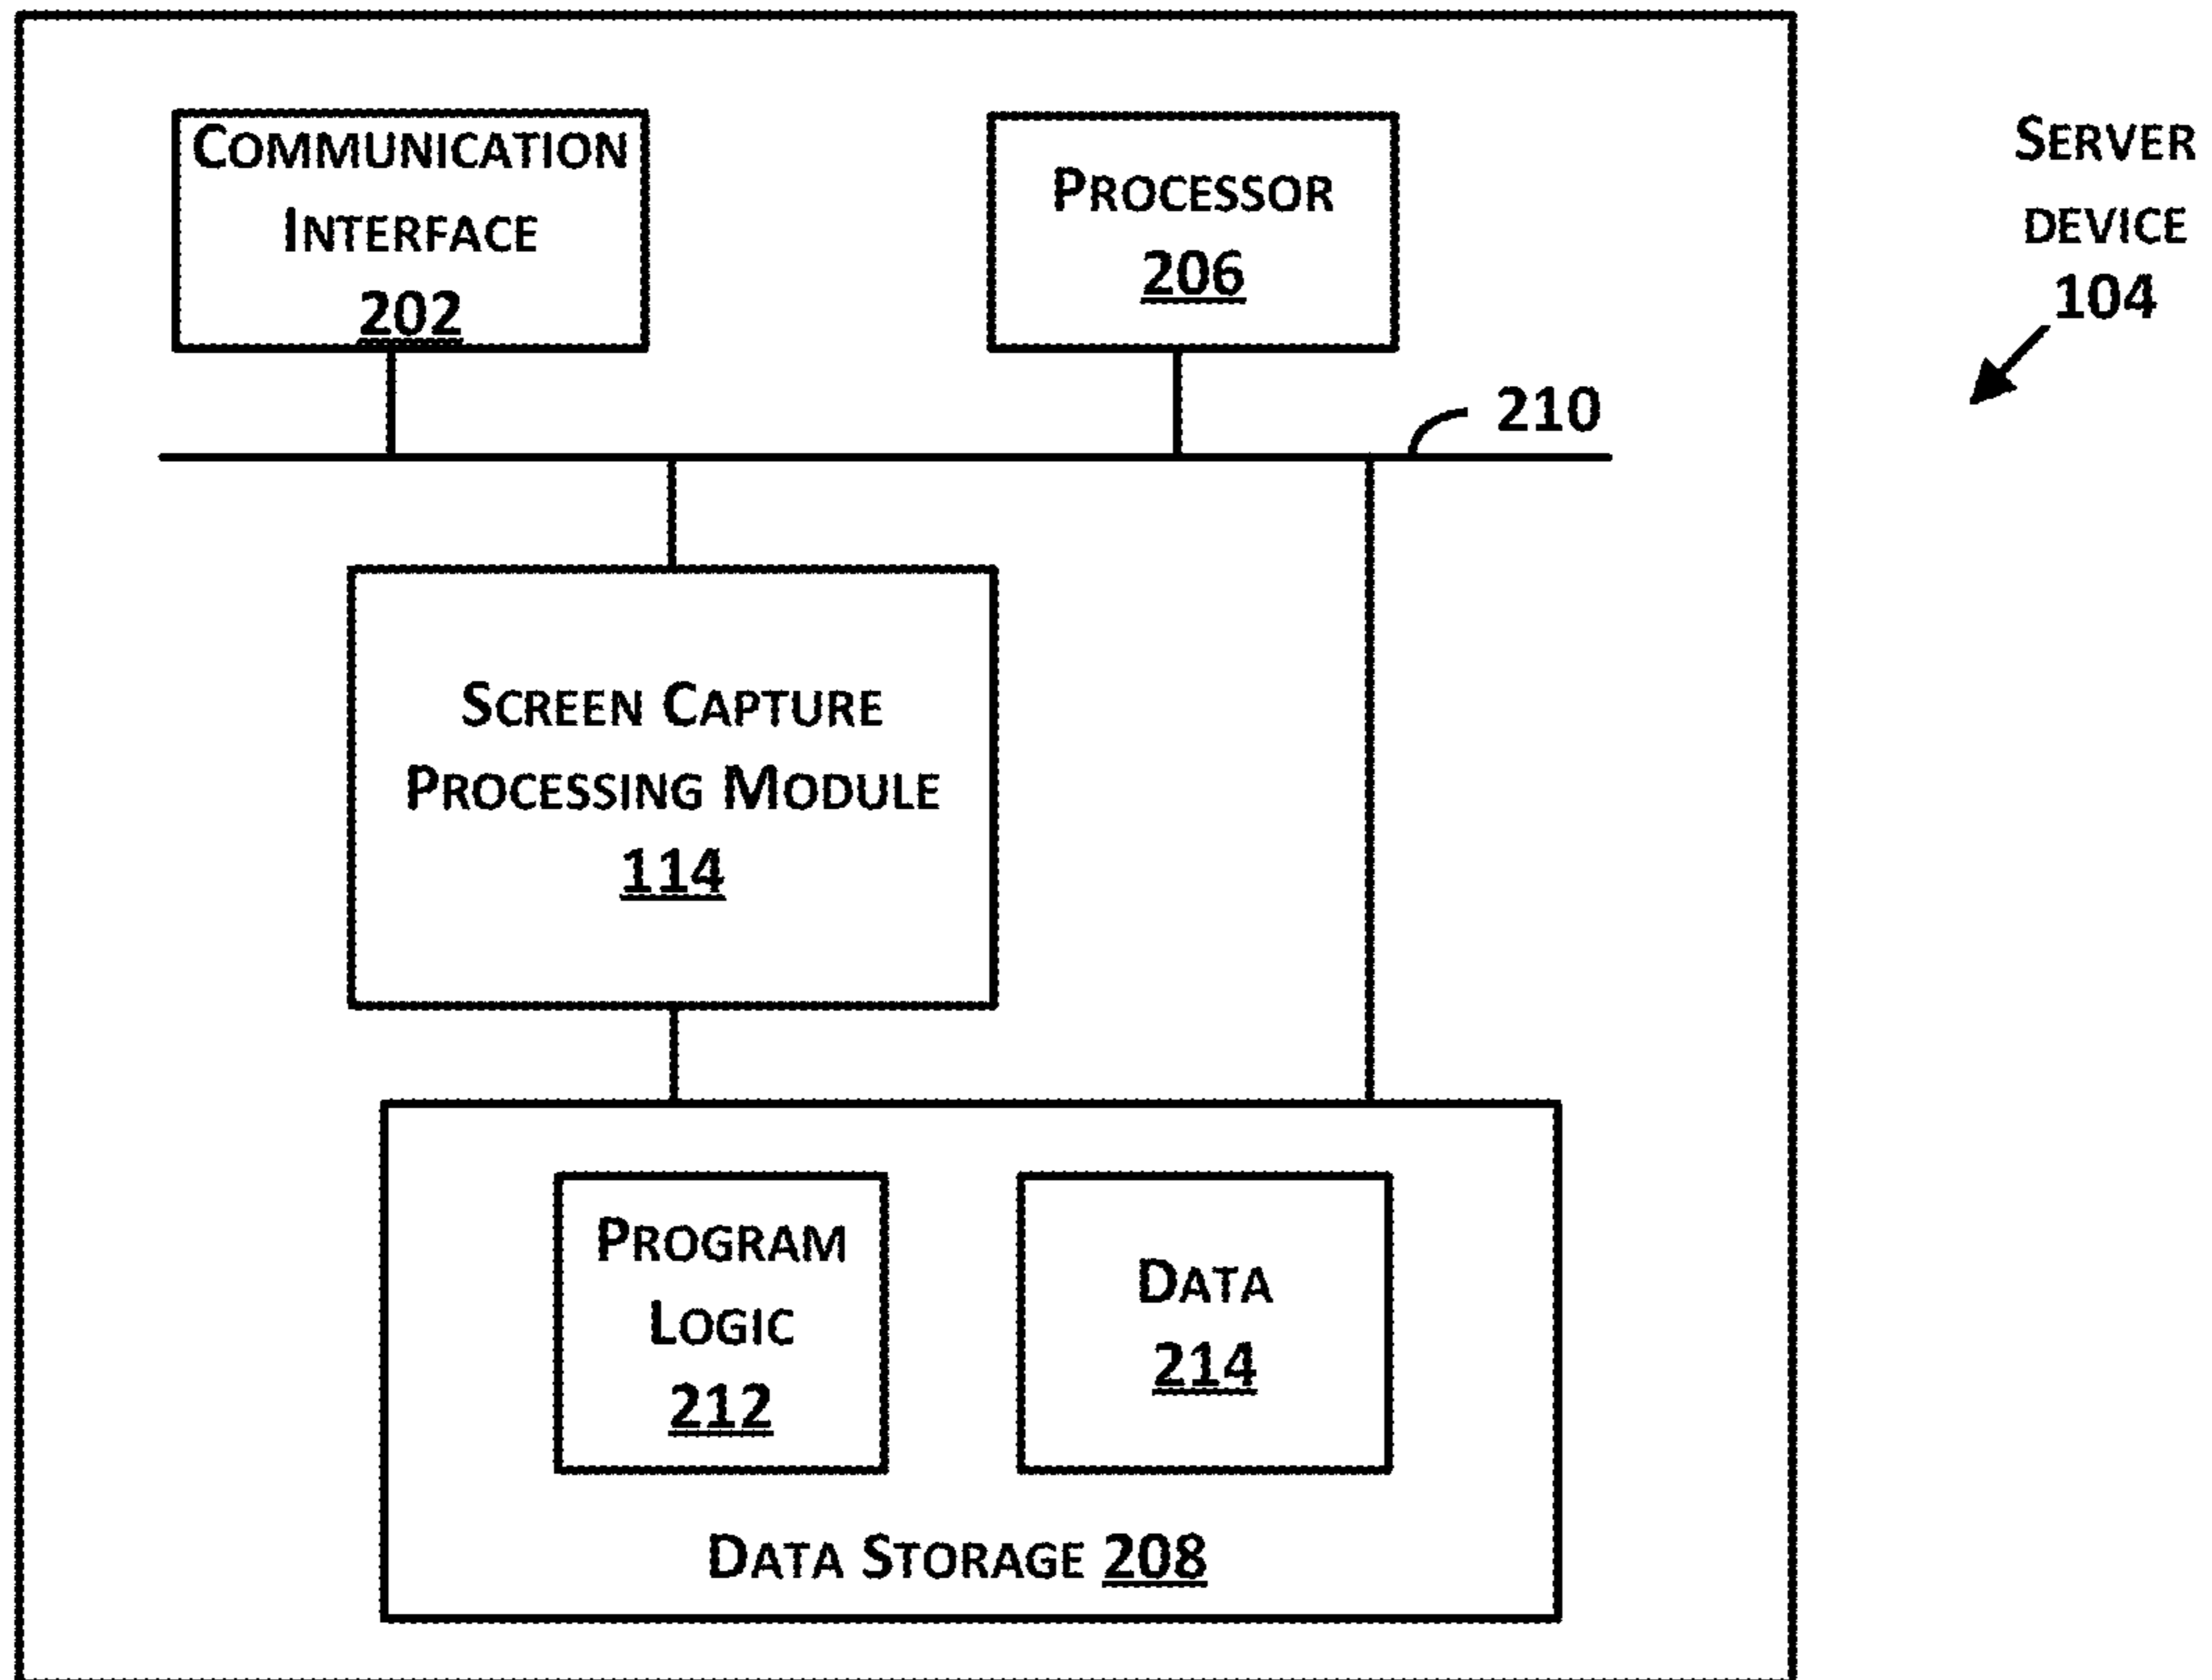 COMMUNICATION
INTERFACE
202
PROCESSOR
206
SERVER
DEVICE
104
210
SCREEN CAPTURE
PROCESSING MODULE
114
PROGRAM
LOGIC
212
DATA
214
DATA STORAGE 208